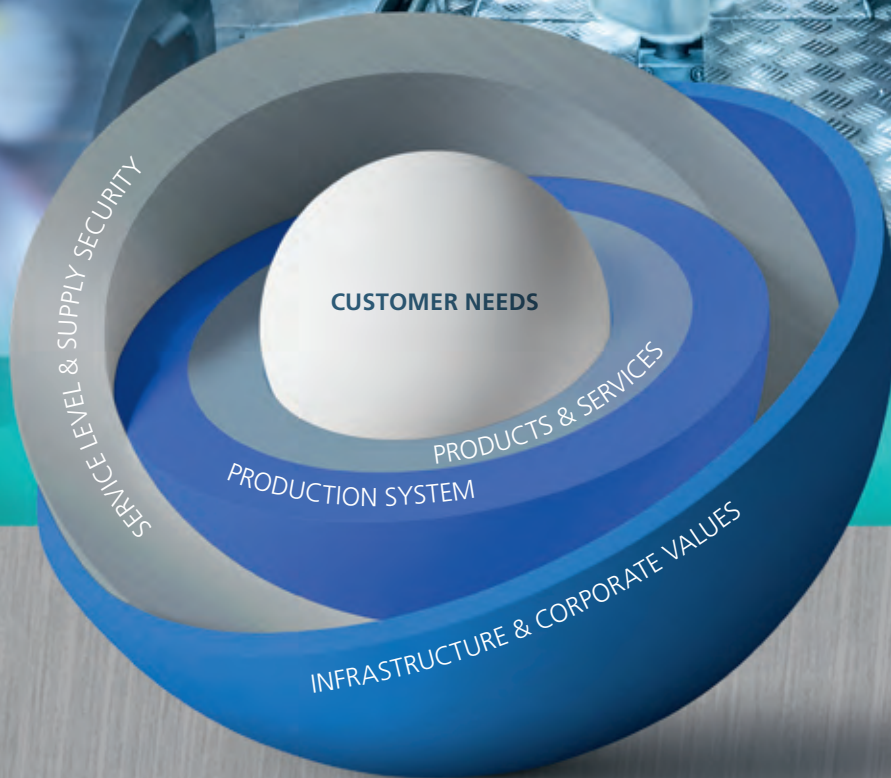 CUSTOMER NEEDS
PRODUCTS & SERVICES
PRODUCTION SYSTEM
SERVICE LEVEL & SUPPLY SECURITY
INFRASTRUCTURE & CORPORATE VALUES